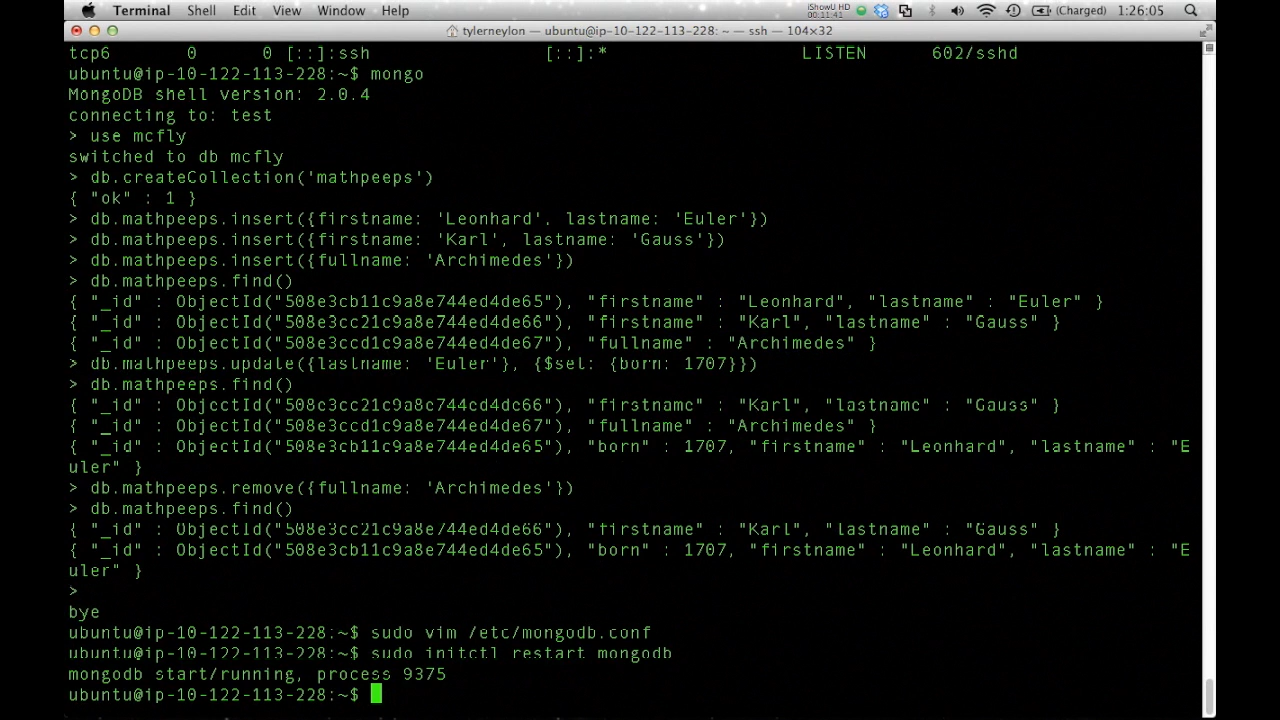 Terminal Shell Edit View Window Help iShowU HD 00:11:41 (Charged) 1:26:05
tylerneylon — ubuntu@ip-10-122-113-228: ~ — ssh — 104×32
tcp6 0 0 [::]:ssh [::]:* LISTEN 602/sshd
ubuntu@ip-10-122-113-228:~$ mongo
MongoDB shell version: 2.0.4
connecting to: test
> use mcfly
switched to db mcfly
> db.createCollection('mathpeeps')
{ "ok" : 1 }
> db.mathpeeps.insert({firstname: 'Leonhard', lastname: 'Euler'})
> db.mathpeeps.insert({firstname: 'Karl', lastname: 'Gauss'})
> db.mathpeeps.insert({fullname: 'Archimedes'})
> db.mathpeeps.find()
{ "_id" : ObjectId("508e3cb11c9a8e744ed4de65"), "firstname" : "Leonhard", "lastname" : "Euler" }
{ "_id" : ObjectId("508e3cc21c9a8e744ed4de66"), "firstname" : "Karl", "lastname" : "Gauss" }
{ "_id" : ObjectId("508e3ccd1c9a8e744ed4de67"), "fullname" : "Archimedes" }
> db.mathpeeps.update({lastname: 'Euler'}, {$set: {born: 1707}})
> db.mathpeeps.find()
{ "_id" : ObjectId("508e3cc21c9a8e744ed4de66"), "firstname" : "Karl", "lastname" : "Gauss" }
{ "_id" : ObjectId("508e3ccd1c9a8e744ed4de67"), "fullname" : "Archimedes" }
{ "_id" : ObjectId("508e3cb11c9a8e744ed4de65"), "born" : 1707, "firstname" : "Leonhard", "lastname" : "E
uler" }
> db.mathpeeps.remove({fullname: 'Archimedes'})
> db.mathpeeps.find()
{ "_id" : ObjectId("508e3cc21c9a8e744ed4de66"), "firstname" : "Karl", "lastname" : "Gauss" }
{ "_id" : ObjectId("508e3cb11c9a8e744ed4de65"), "born" : 1707, "firstname" : "Leonhard", "lastname" : "E
uler" }
>
bye
ubuntu@ip-10-122-113-228:~$ sudo vim /etc/mongodb.conf
ubuntu@ip-10-122-113-228:~$ sudo initctl restart mongodb
mongodb start/running, process 9375
ubuntu@ip-10-122-113-228:~$